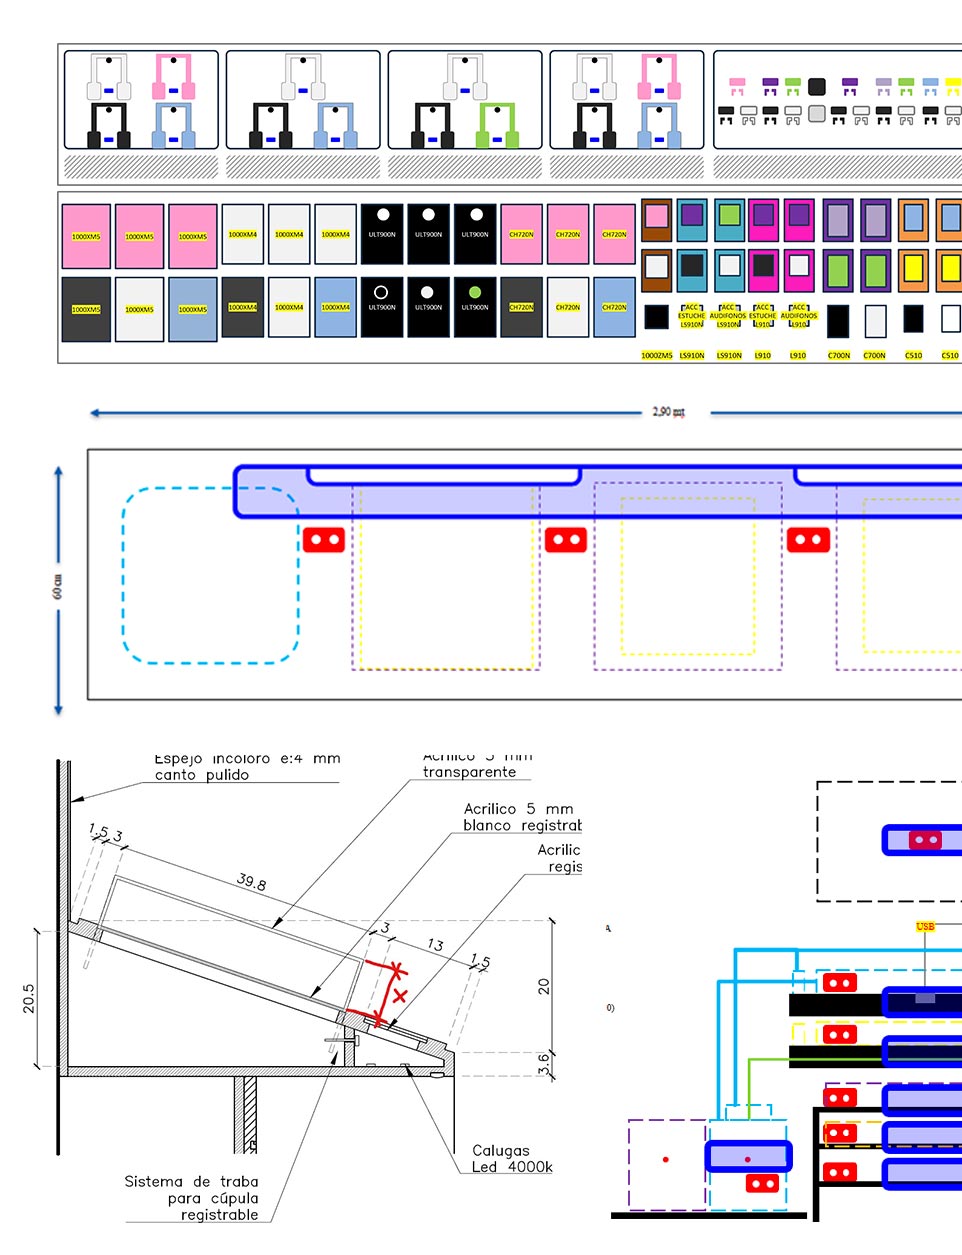 1000XM5 1000XM5 1000XM5 1000XM4 1000XM4 1000XM4 ULT900N ULT900N ULT900N CH720N CH720N CH720N
1000XM5 1000XM5 1000XM5 1000XM4 1000XM4 1000XM4 ULT900N ULT900N ULT900N CH720N CH720N CH720N
ACC ESTUCHE LS910N
ACC AUDIFONOS LS910N
ACC ESTUCHE L910
ACC AUDIFONOS L910
1000ZM5 LS910N LS910N L910 L910 C700N C700N C510 C510
2,90 mt
60 cm
Espejo incoloro e:4 mm
canto pulido
Acrílico 5 mm
transparente
Acrílico 5 mm
blanco registrab
Acrílic
regis
1.5 3
39.8
3
13
1.5
20.5
20
3.6
Calugas
Led 4000k
Sistema de traba
para cúpula
registrable
A
0)
USB